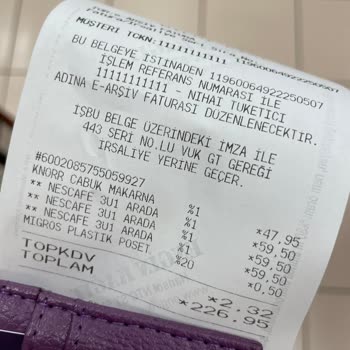 MÜŞTERİ TCKN:11111111111
BU BELGEYE İSTİNADEN 11960064922250507
İŞLEM REFERANS NUMARASI İLE
11111111111 - NİHAİ TÜKETİCİ
ADINA E-ARŞİV FATURASI DÜZENLENECEKTİR.
İŞBU BELGE ÜZERİNDEKİ İMZA İLE
443 SERİ NO.LU VUK GT GEREĞİ
İRSALİYE YERİNE GEÇER.
#6002085755059927
KNORR ÇABUK MAKARNA %1 *47,95
** NESCAFE 3U1 ARADA %1 *59,50
** NESCAFE 3U1 ARADA %1 *59,50
** NESCAFE 3U1 ARADA %1 *59,50
MIGROS PLASTİK POŞET %20 *0,50
TOPKDV *2,32
TOPLAM *226,95